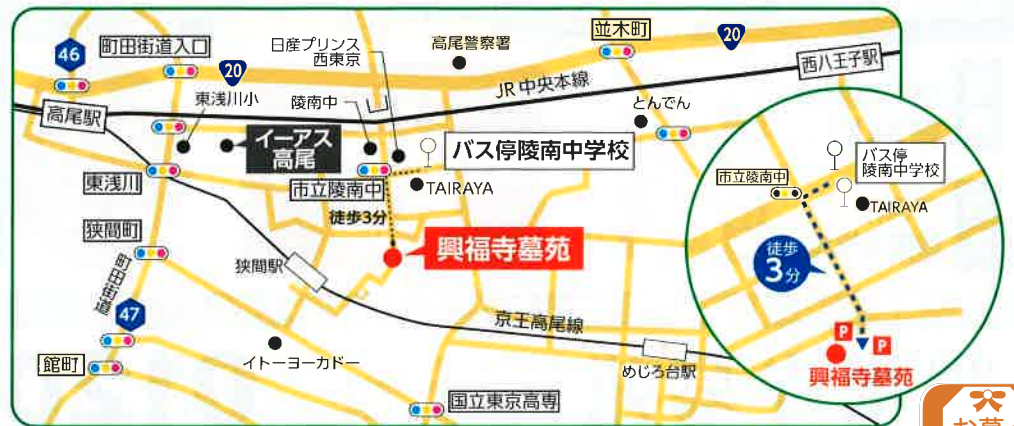 46
町田街道入口
20
日産プリンス
西東京
高尾警察署
並木町
20
JR中央本線
西八王子駅
高尾駅
東浅川小
陵南中
とんでん
イーアス
高尾
バス停陵南中学校
東浅川
市立陵南中
TAIRAYA
徒歩3分
狭間町
興福寺墓苑
狭間駅
町田街道
47
京王高尾線
館町
イトーヨーカドー
めじろ台駅
国立東京高専
バス停
陵南中学校
市立陵南中
TAIRAYA
徒歩
3分
P
P
興福寺墓苑